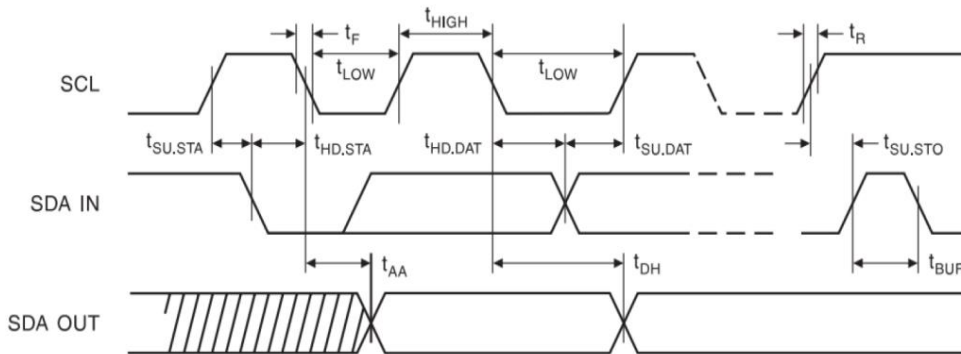 tF tHIGH tR
tLOW tLOW
SCL
tSU.STA tHD.STA tHD.DAT tSU.DAT tSU.STO
SDA IN
tAA tDH tBUF
SDA OUT